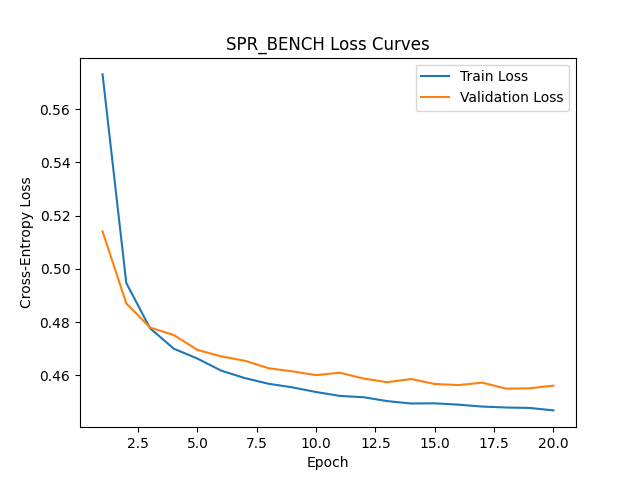 SPR_BENCH Loss Curves
Train Loss
Validation Loss
Cross-Entropy Loss
0.56
0.54
0.52
0.50
0.48
0.46
2.5 5.0 7.5 10.0 12.5 15.0 17.5 20.0
Epoch